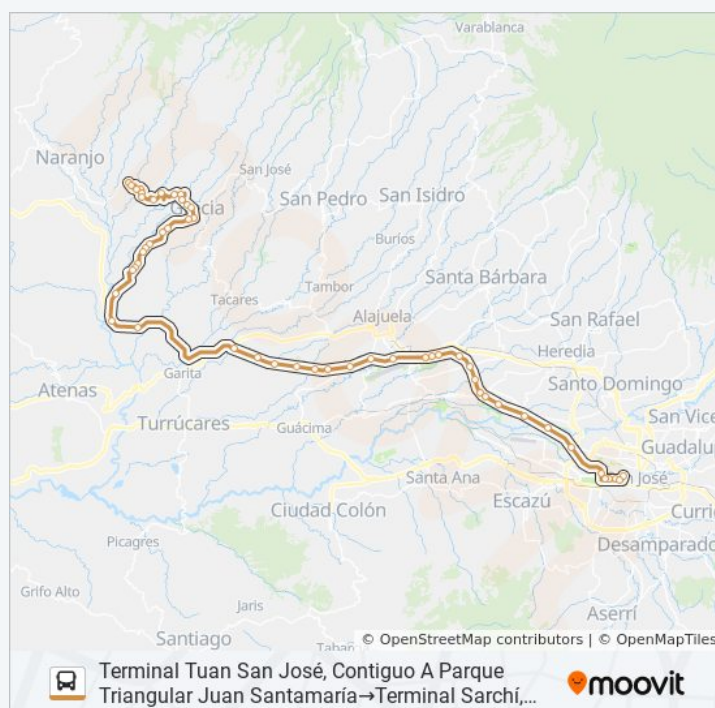 Varablanca
Naranjo
San José
San Pedro
San Isidro
Buríos
Santa Bárbara
Tacares
Tambor
Alajuela
San Rafael
Heredia
Garita
Santo Domingo
Atenas
San Vice
Turrúcares
Guácima
Guadalup
José
Santa Ana
Escazú
Ciudad Colón
Curri
Desamparado
Picagres
Grifo Alto
Jaris
Aserrí
Santiago
© OpenStreetMap contributors | © OpenMapTiles
Terminal Tuan San José, Contiguo A Parque
Triangular Juan Santamaría→Terminal Sarchí,...
moovit